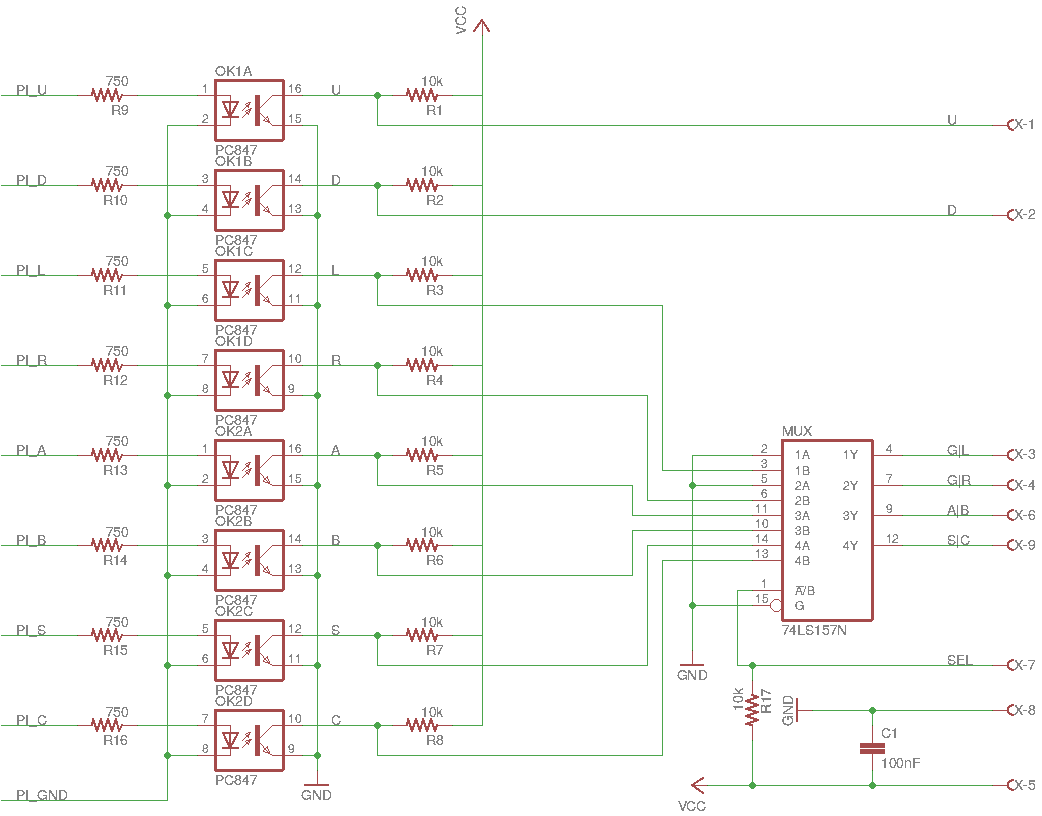 VCC
PI_U 750 R9 1 2 OK1A PC847 16 15 U 10k R1 U X-1
PI_D 750 R10 3 4 OK1B PC847 14 13 D 10k R2 D X-2
PI_L 750 R11 5 6 OK1C PC847 12 11 L 10k R3
PI_R 750 R12 7 8 OK1D PC847 10 9 R 10k R4
PI_A 750 R13 1 2 OK2A PC847 16 15 A 10k R5
PI_B 750 R14 3 4 OK2B PC847 14 13 B 10k R6
PI_S 750 R15 5 6 OK2C PC847 12 11 S 10k R7
PI_C 750 R16 7 8 OK2D PC847 10 9 C 10k R8
PI_GND
GND
MUX
2 1A 1Y 4 G|L X-3
3 1B
5 2A 2Y 7 G|R X-4
6 2B
11 3A 3Y 9 A|B X-6
10 3B
14 4A 4Y 12 S|C X-9
13 4B
1 A/B
15 G
74LS157N
GND
SEL X-7
10k R17
GND X-8
C1
100nF
VCC X-5